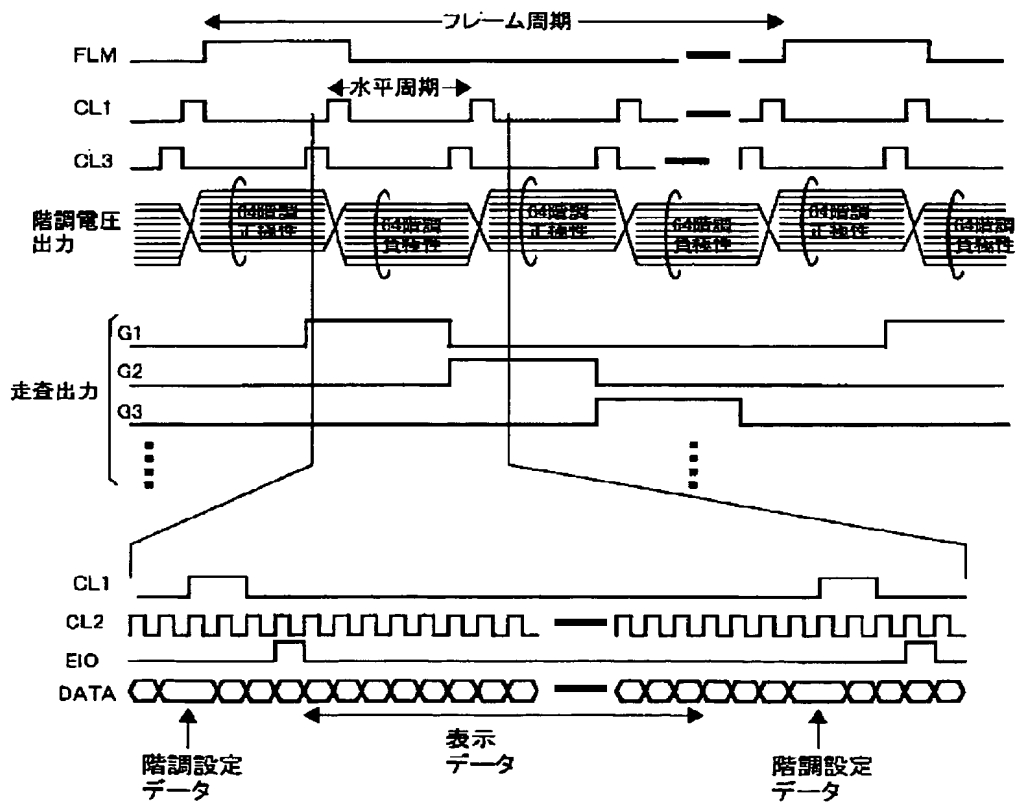 フレーム周期
FLM
水平周期
CL1
CL3
階調電圧
出力
64階調
正極性
64階調
負極性
64階調
正極性
64階調
負極性
64階調
正極性
64階調
負極性
走査出力
G1
G2
G3
CL1
CL2
EIO
DATA
表示
データ
階調設定
データ
階調設定
データ